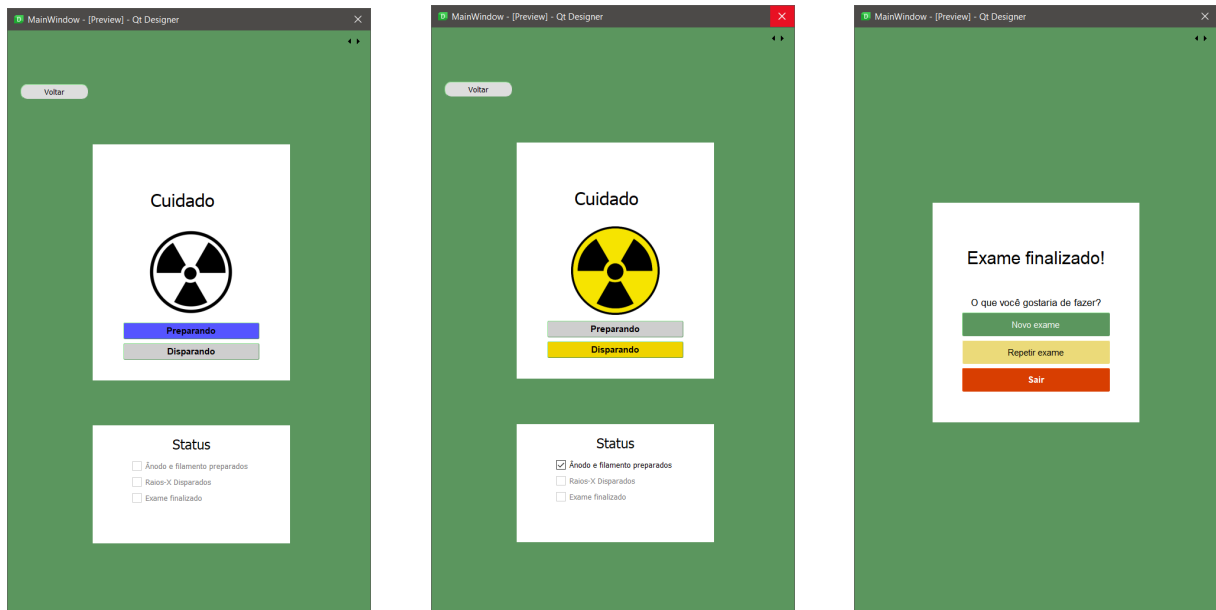 MainWindow - [Preview] - Qt Designer
Voltar
Cuidado
Preparando
Disparando
Status
Ânodo e filamento preparados
Raios-X Disparados
Exame finalizado
MainWindow - [Preview] - Qt Designer
Voltar
Cuidado
Preparando
Disparando
Status
Ânodo e filamento preparados
Raios-X Disparados
Exame finalizado
MainWindow - [Preview] - Qt Designer
Exame finalizado!
O que você gostaria de fazer?
Novo exame
Repetir exame
Sair